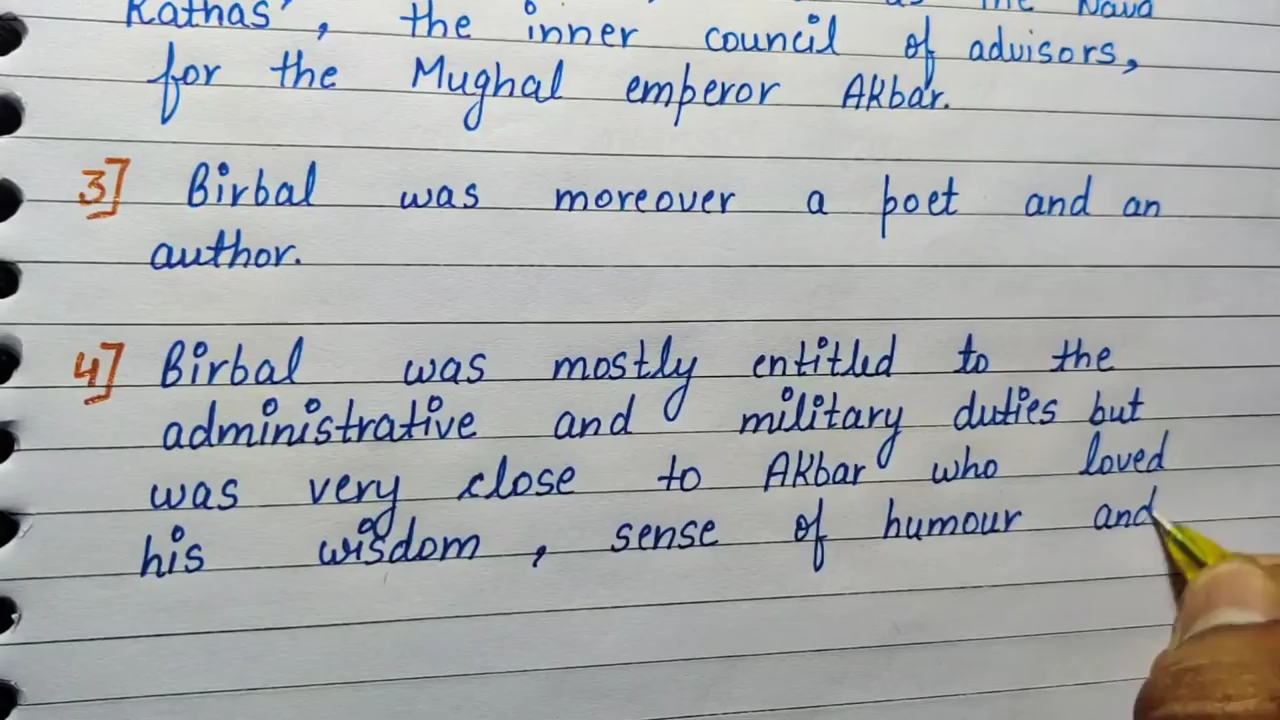 Rathas', the inner council of advisors,
for the Mughal emperor Akbar.
3] Birbal was moreover a poet and an
author.
4] Birbal was mostly entitled to the
administrative and military duties but
was very close to Akbar who loved
his wisdom, sense of humour and